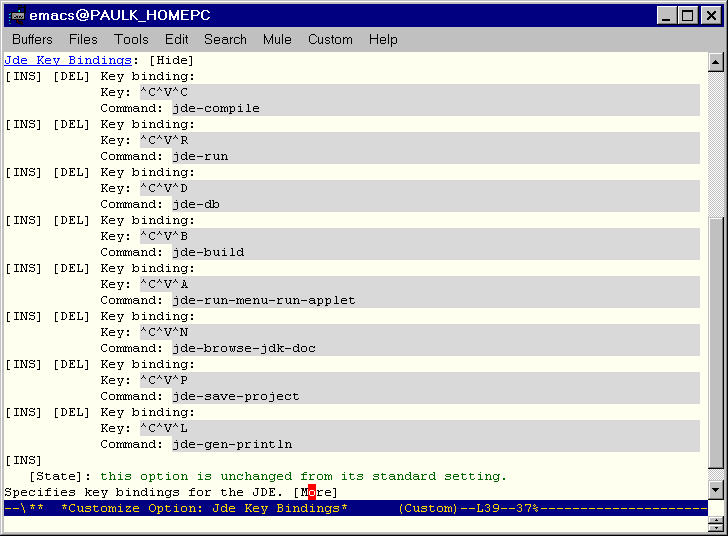 emacs@PAULK_HOMEPC
Buffers Files Tools Edit Search Mule Custom Help
Jde Key Bindings: [Hide]
[INS] [DEL] Key binding:
Key: ^C^V^C
Command: jde-compile
[INS] [DEL] Key binding:
Key: ^C^V^R
Command: jde-run
[INS] [DEL] Key binding:
Key: ^C^V^D
Command: jde-db
[INS] [DEL] Key binding:
Key: ^C^V^B
Command: jde-build
[INS] [DEL] Key binding:
Key: ^C^V^A
Command: jde-run-menu-run-applet
[INS] [DEL] Key binding:
Key: ^C^V^N
Command: jde-browse-jdk-doc
[INS] [DEL] Key binding:
Key: ^C^V^P
Command: jde-save-project
[INS] [DEL] Key binding:
Key: ^C^V^L
Command: jde-gen-println
[INS]
[State]: this option is unchanged from its standard setting.
Specifies key bindings for the JDE. [More]
--\** *Customize Option: Jde Key Bindings* (Custom)--L39--37%---------------------